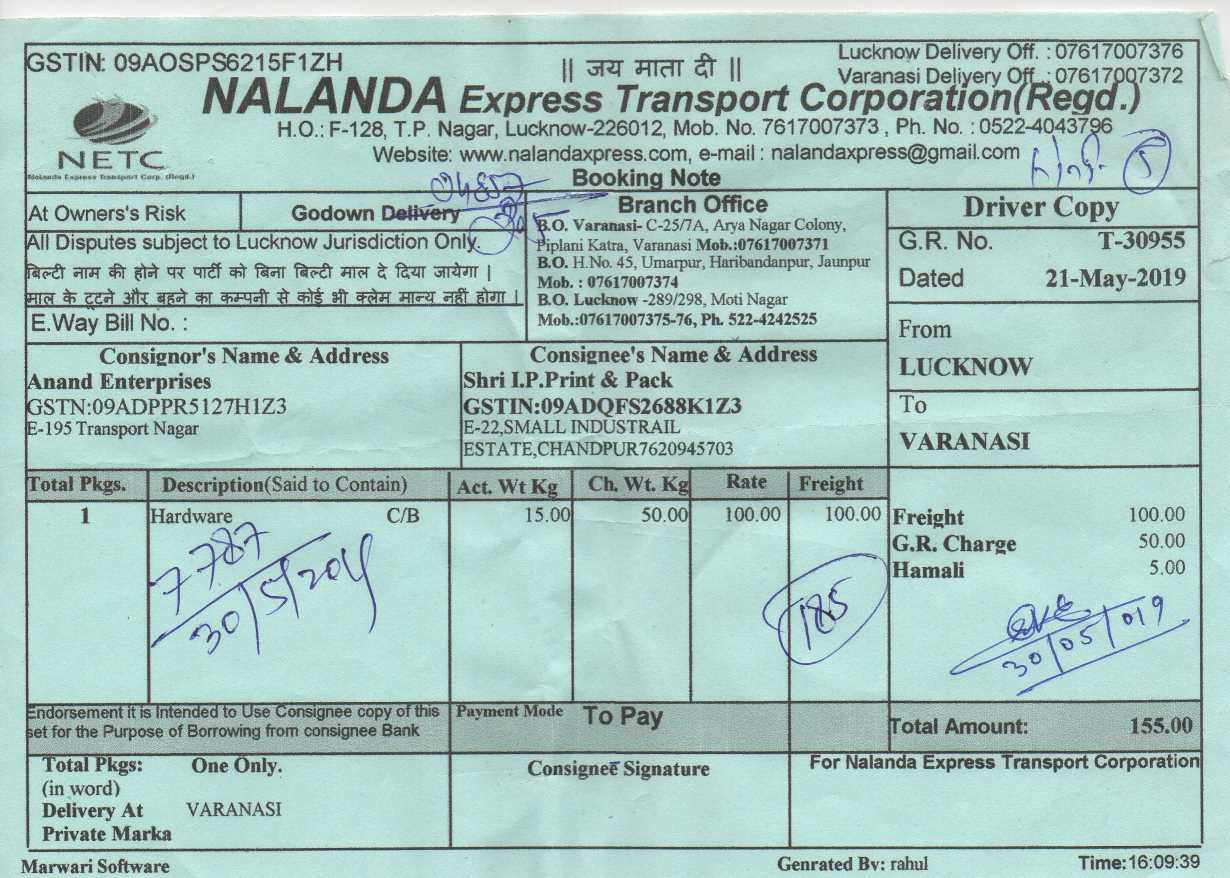 GSTIN: 09AOSPS6215F1ZH
|| जय माता दी ||
Lucknow Delivery Off. : 07617007376
Varanasi Delivery Off. : 07617007372
NALANDA Express Transport Corporation(Regd.)
H.O.: F-128, T.P. Nagar, Lucknow-226012, Mob. No. 7617007373 , Ph. No. : 0522-4043796
NETC
Nalanda Express Transport Corp. (Regd.)
Website: www.nalandaxpress.com, e-mail : nalandaxpress@gmail.com
5
Booking Note
At Owners's Risk
Godown Delivery
All Disputes subject to Lucknow Jurisdiction Only.
बिल्टी नाम की होने पर पार्टी को बिना बिल्टी माल दे दिया जायेगा |
माल के टूटने और बहने का कम्पनी से कोई भी क्लेम मान्य नहीं होगा |
E.Way Bill No. :
Branch Office
B.O. Varanasi- C-25/7A, Arya Nagar Colony,
Piplani Katra, Varanasi Mob.:07617007371
B.O. H.No. 45, Umarpur, Haribandanpur, Jaunpur
Mob. : 07617007374
B.O. Lucknow -289/298, Moti Nagar
Mob.:07617007375-76, Ph. 522-4242525
Driver Copy
G.R. No. T-30955
Dated 21-May-2019
From
LUCKNOW
To
VARANASI
Consignor's Name & Address
Anand Enterprises
GSTN:09ADPPR5127H1Z3
E-195 Transport Nagar
Consignee's Name & Address
Shri I.P.Print & Pack
GSTIN:09ADQFS2688K1Z3
E-22,SMALL INDUSTRAIL
ESTATE,CHANDPUR7620945703
Total Pkgs. Description(Said to Contain) Act. Wt Kg Ch. Wt. Kg Rate Freight
1 Hardware C/B 15.00 50.00 100.00 100.00
Freight 100.00
G.R. Charge 50.00
Hamali 5.00
7787
30/5/2019
185
30/05/019
Endorsement it is Intended to Use Consignee copy of this
set for the Purpose of Borrowing from consignee Bank
Payment Mode To Pay
Total Amount: 155.00
Total Pkgs: One Only.
(in word)
Delivery At VARANASI
Private Marka
Consignee Signature
For Nalanda Express Transport Corporation
Marwari Software
Genrated By: rahul
Time:16:09:39